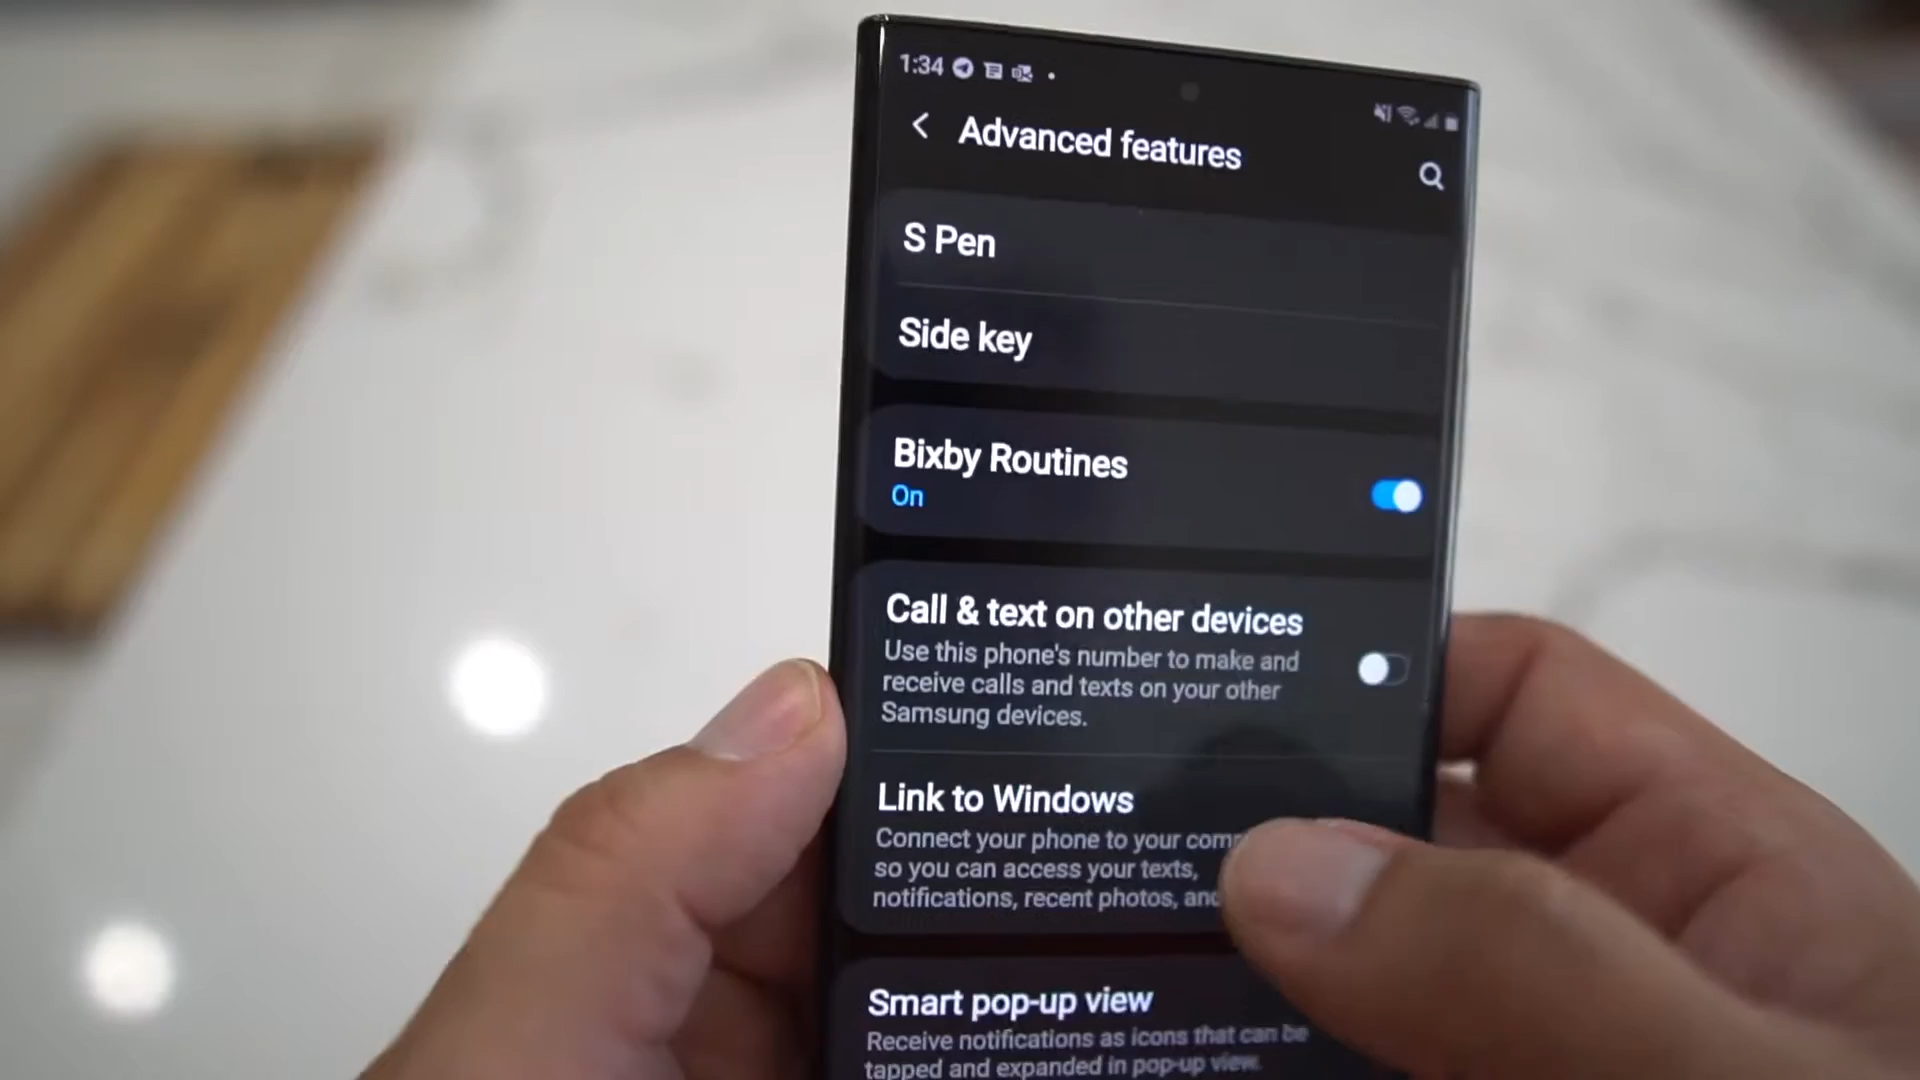 1:34
Advanced features
S Pen
Side key
Bixby Routines
On
Call & text on other devices
Use this phone's number to make and
receive calls and texts on your other
Samsung devices.
Link to Windows
Connect your phone to your
so you can access your texts,
notifications, recent photos, and
Smart pop-up view
Receive notifications as icons that can be
tapped and expanded in pop-up view.